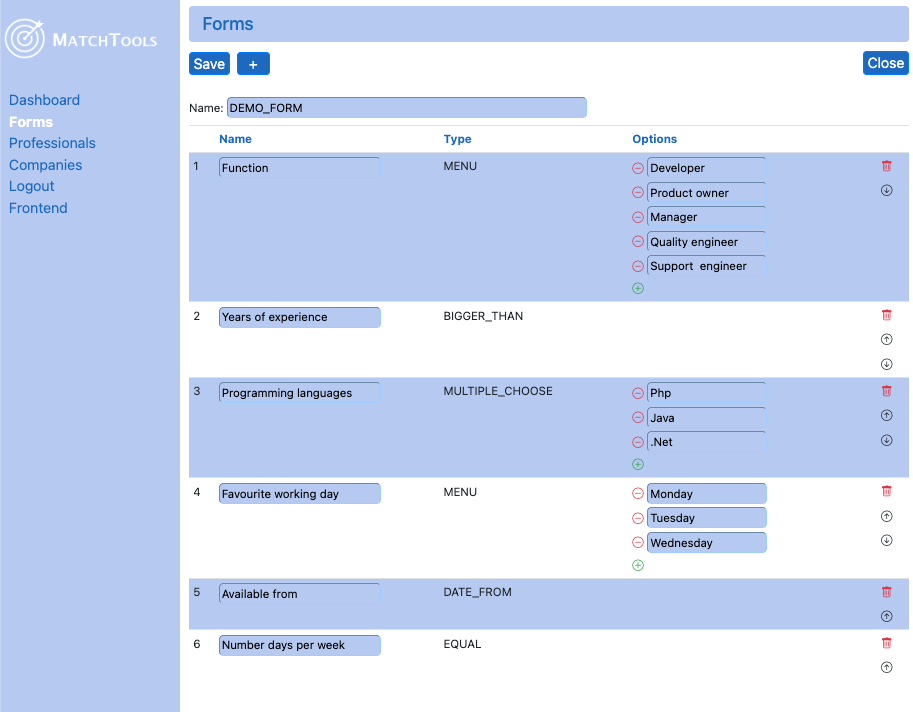 MatchTools
Dashboard
Forms
Professionals
Companies
Logout
Frontend
Forms
Save + Close
Name: DEMO_FORM
Name Type Options
1 Function MENU Developer
Product owner
Manager
Quality engineer
Support  engineer
2 Years of experience BIGGER_THAN
3 Programming languages MULTIPLE_CHOOSE Php
Java
.Net
4 Favourite working day MENU Monday
Tuesday
Wednesday
5 Available from DATE_FROM
6 Number days per week EQUAL